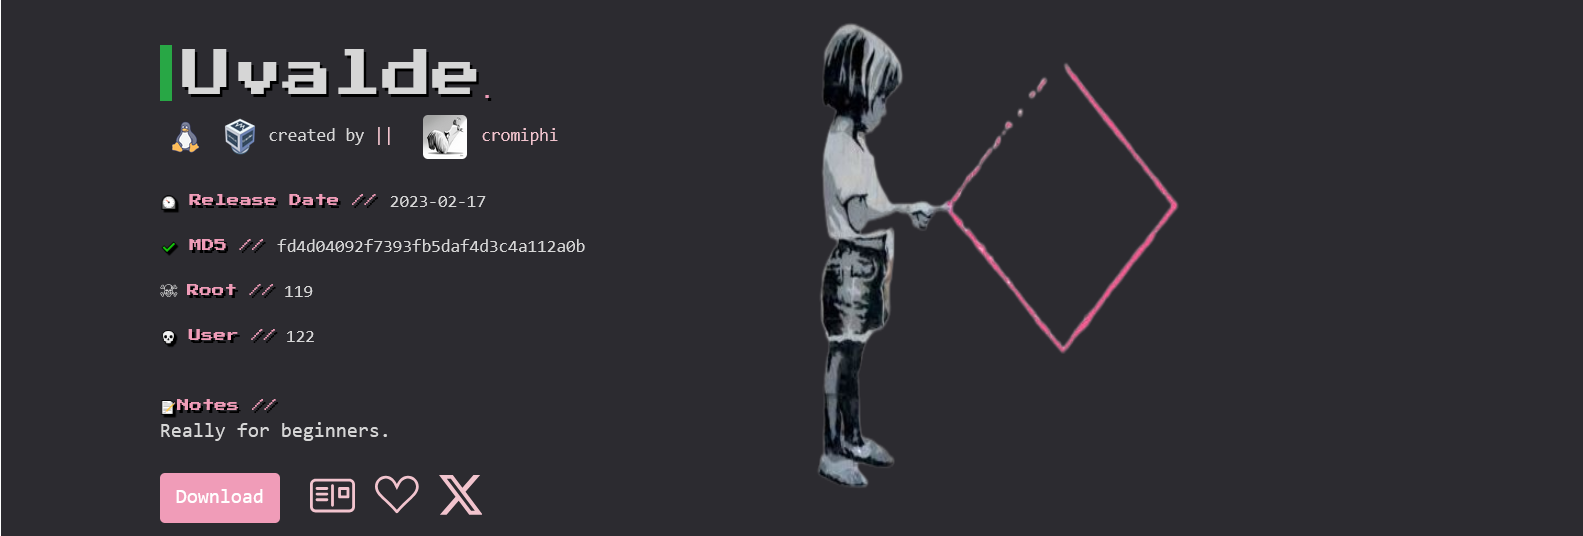 Uvalde.
created by || cromiphi
Release Date // 2023-02-17
MD5 // fd4d04092f7393fb5daf4d3c4a112a0b
Root // 119
User // 122
Notes //
Really for beginners.
Download